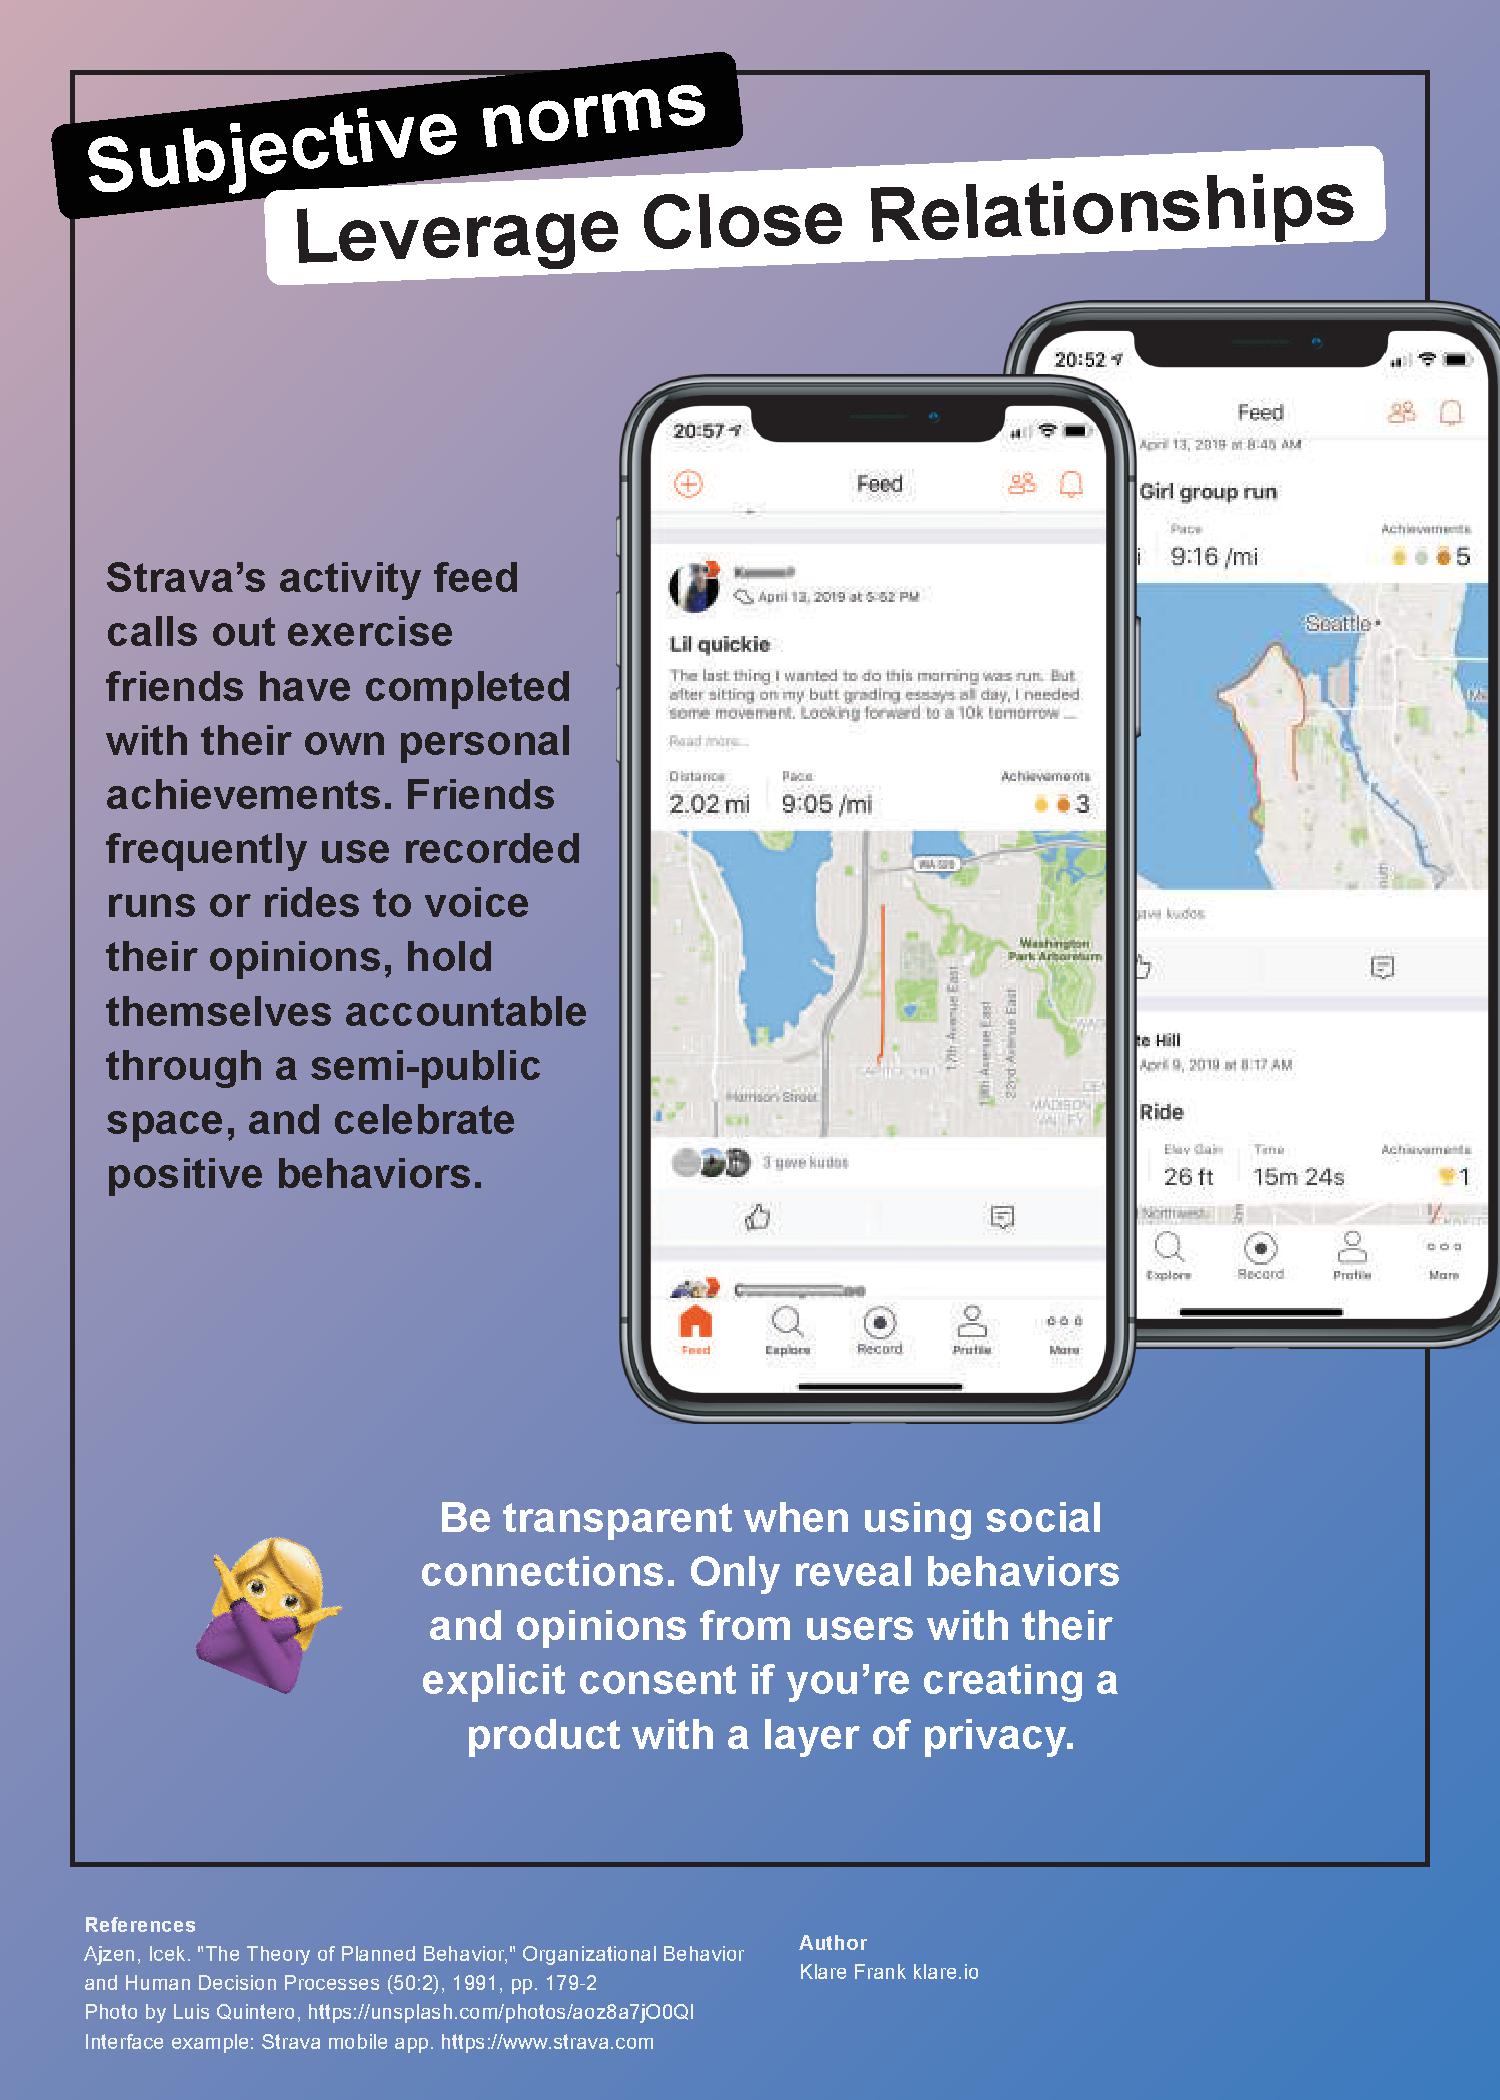 Subjective norms
Leverage Close Relationships
Strava's activity feed
calls out exercise
friends have completed
with their own personal
achievements. Friends
frequently use recorded
runs or rides to voice
their opinions, hold
themselves accountable
through a semi-public
space, and celebrate
positive behaviors.
20:57
Feed
April 13, 2019 at 5:52 PM
Lil quickie
The last thing I wanted to do this morning was run. But
after sitting on my butt grading essays all day, I needed
some movement. Looking forward to a 10k tomorrow ...
Read more...
Distance Pace Achievements
2.02 mi 9:05 /mi 3
WA 520
Washington
Park Arboretum
17th Avenue East
19th Avenue East
22nd Avenue East
Harrison Street
MADISON
VALLEY
3 gave kudos
Feed Explore Record Profile More
20:52
Feed
April 13, 2019 at 8:45 AM
Girl group run
Pace Achievements
9:16 /mi 5
Seattle
gave kudos
te Hill
April 9, 2019 at 8:17 AM
Ride
Elev Gain Time Achievements
26 ft 15m 24s 1
Northwest
Explore Record Profile More
Be transparent when using social
connections. Only reveal behaviors
and opinions from users with their
explicit consent if you're creating a
product with a layer of privacy.
References
Ajzen, Icek. "The Theory of Planned Behavior," Organizational Behavior
and Human Decision Processes (50:2), 1991, pp. 179-2
Photo by Luis Quintero, https://unsplash.com/photos/aoz8a7jO0QI
Interface example: Strava mobile app. https://www.strava.com
Author
Klare Frank klare.io